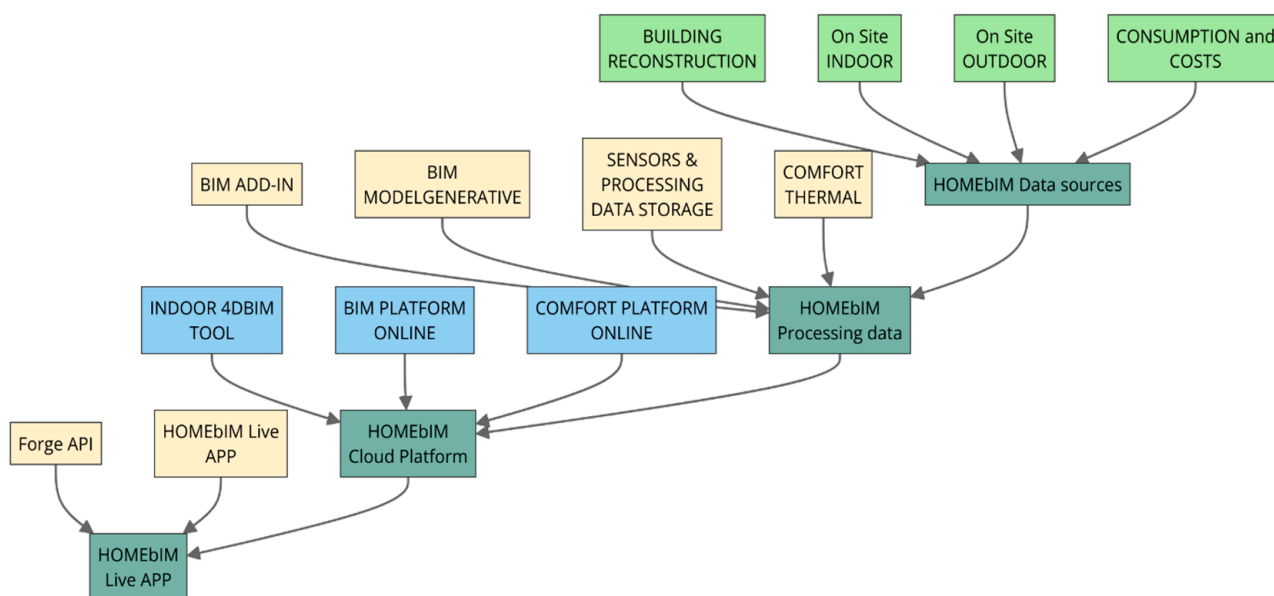 BUILDING
RECONSTRUCTION
On Site
INDOOR
On Site
OUTDOOR
CONSUMPTION and
COSTS
SENSORS &
PROCESSING
DATA STORAGE
BIM
MODELGENERATIVE
COMFORT
THERMAL
BIM ADD-IN
HOMEbIM Data sources
INDOOR 4DBIM
TOOL
BIM PLATFORM
ONLINE
COMFORT PLATFORM
ONLINE
HOMEbIM
Processing data
Forge API
HOMEbIM Live
APP
HOMEbIM
Cloud Platform
HOMEbIM
Live APP